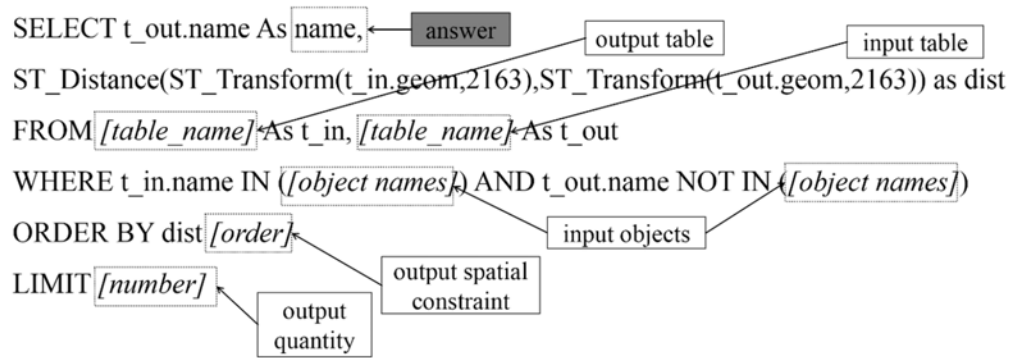 SELECT t_out.name As name, answer
output table
input table
ST_Distance(ST_Transform(t_in.geom,2163),ST_Transform(t_out.geom,2163)) as dist
FROM [table_name] As t_in, [table_name] As t_out
WHERE t_in.name IN ([object names]) AND t_out.name NOT IN ([object names])
ORDER BY dist [order]
input objects
LIMIT [number]
output spatial
constraint
output
quantity